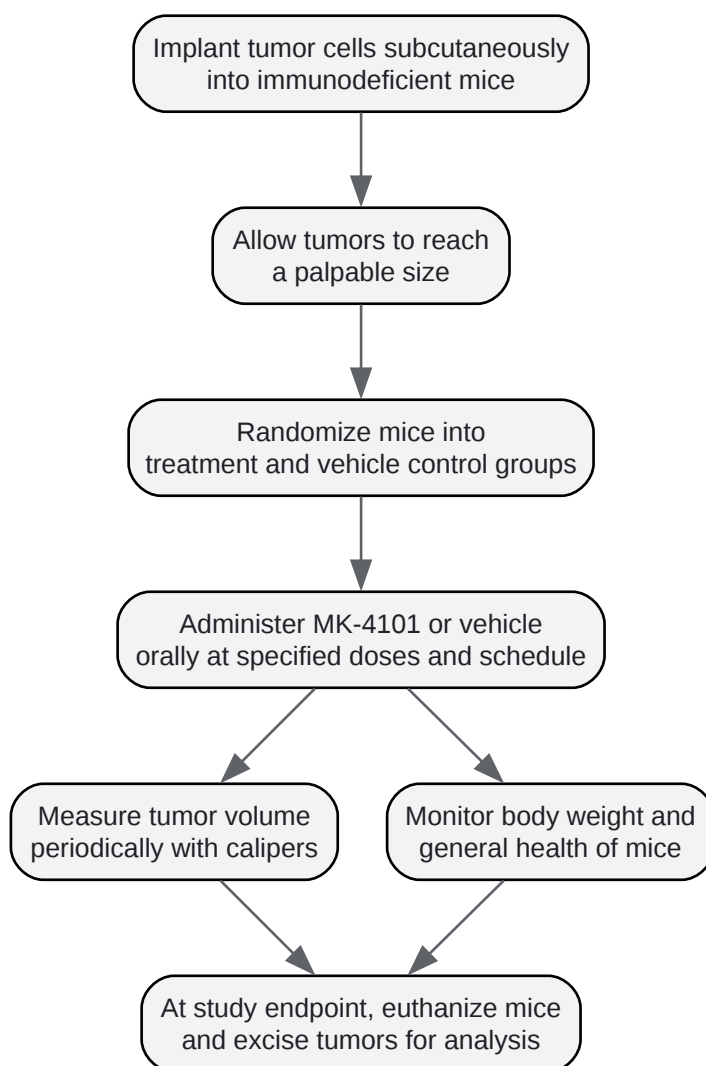 Implant tumor cells subcutaneously
into immunodeficient mice
Allow tumors to reach
a palpable size
Randomize mice into
treatment and vehicle control groups
Administer MK-4101 or vehicle
orally at specified doses and schedule
Measure tumor volume
periodically with calipers
Monitor body weight and
general health of mice
At study endpoint, euthanize mice
and excise tumors for analysis